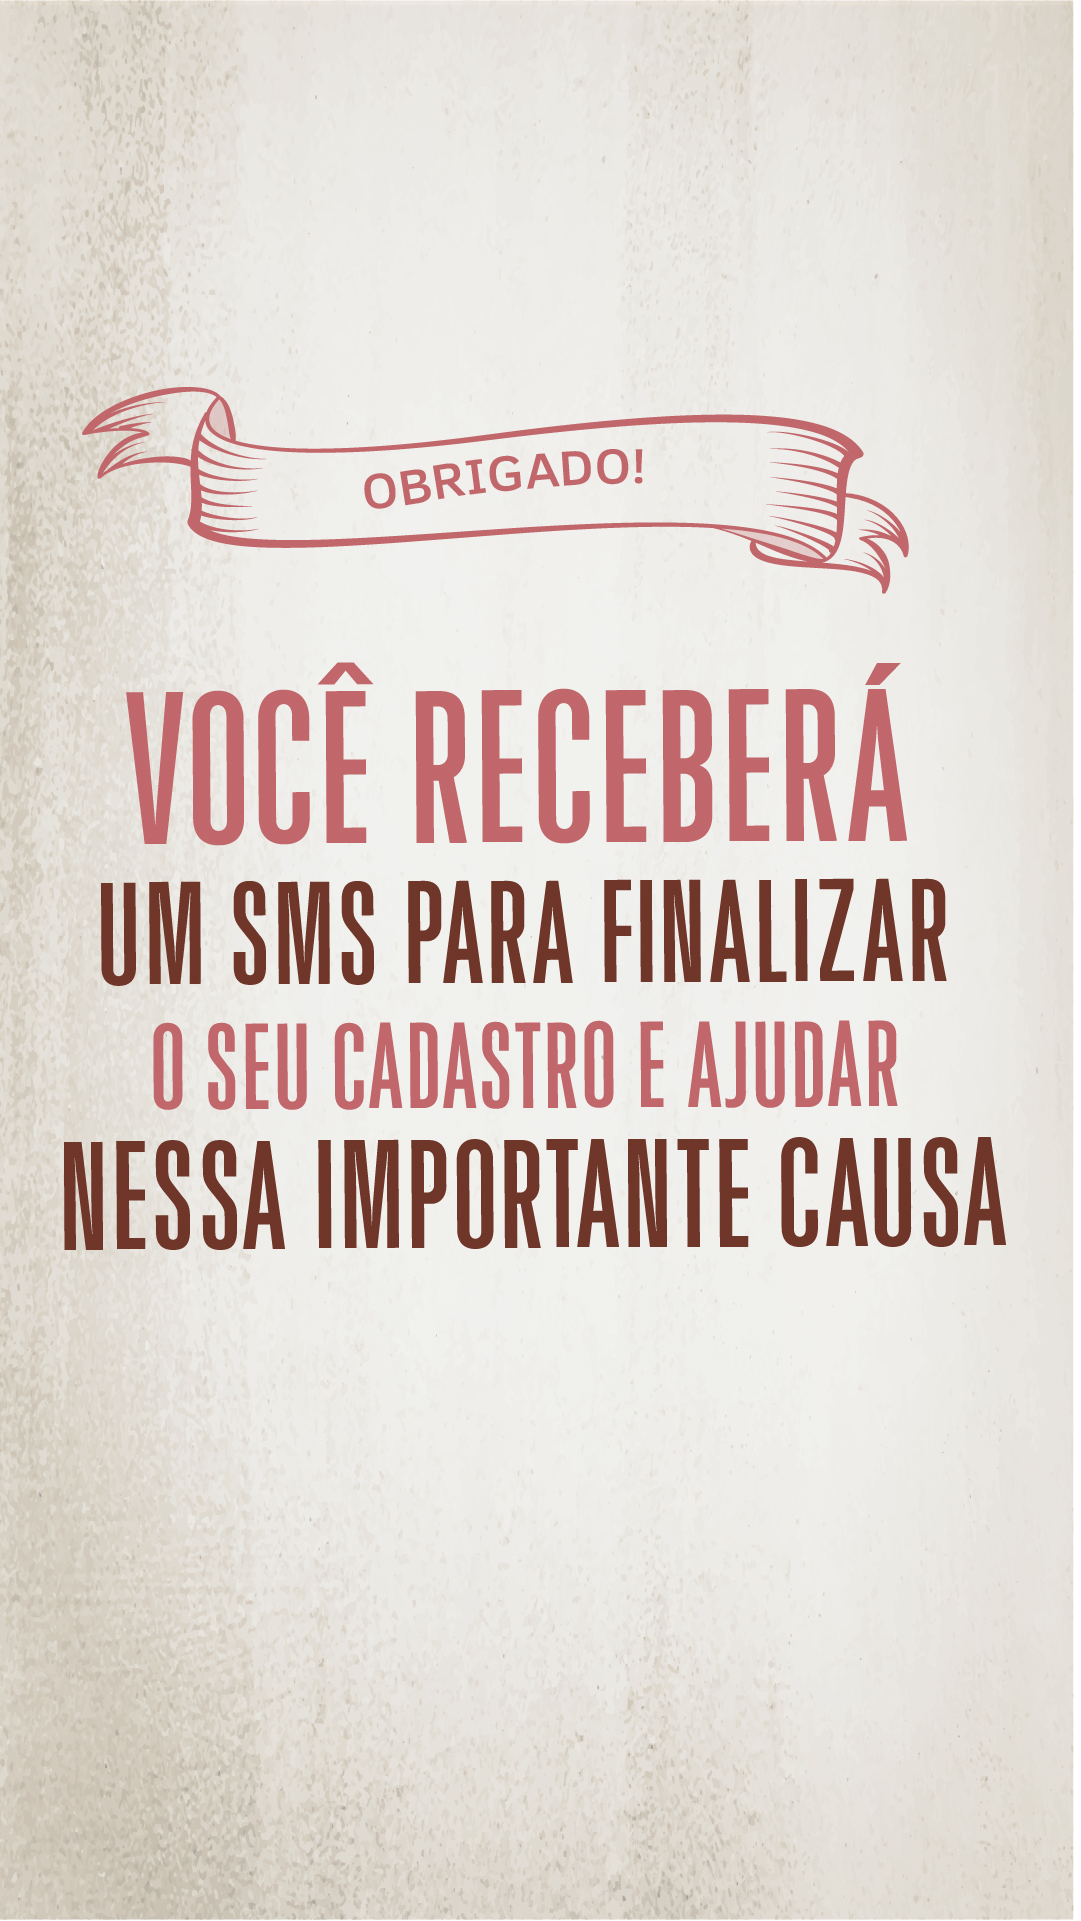 OBRIGADO!
VOCÊ RECEBERÁ
UM SMS PARA FINALIZAR
O SEU CADASTRO E AJUDAR
NESSA IMPORTANTE CAUSA